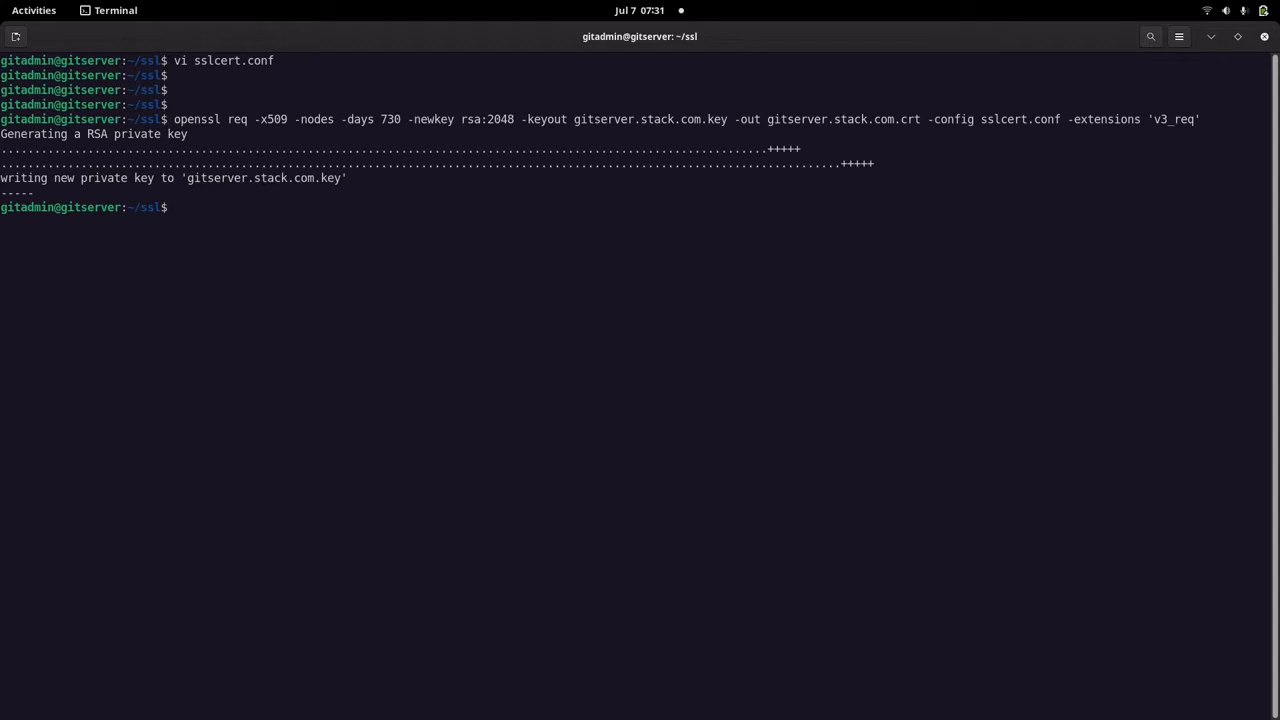 Activities Terminal Jul 7 07:31
gitadmin@gitserver: ~/ssl
gitadmin@gitserver:~/ssl$ vi sslcert.conf
gitadmin@gitserver:~/ssl$
gitadmin@gitserver:~/ssl$
gitadmin@gitserver:~/ssl$
gitadmin@gitserver:~/ssl$ openssl req -x509 -nodes -days 730 -newkey rsa:2048 -keyout gitserver.stack.com.key -out gitserver.stack.com.crt -config sslcert.conf -extensions 'v3_req'
Generating a RSA private key
...................................................................................................................+++++
..............................................................................................................................+++++
writing new private key to 'gitserver.stack.com.key'
-----
gitadmin@gitserver:~/ssl$